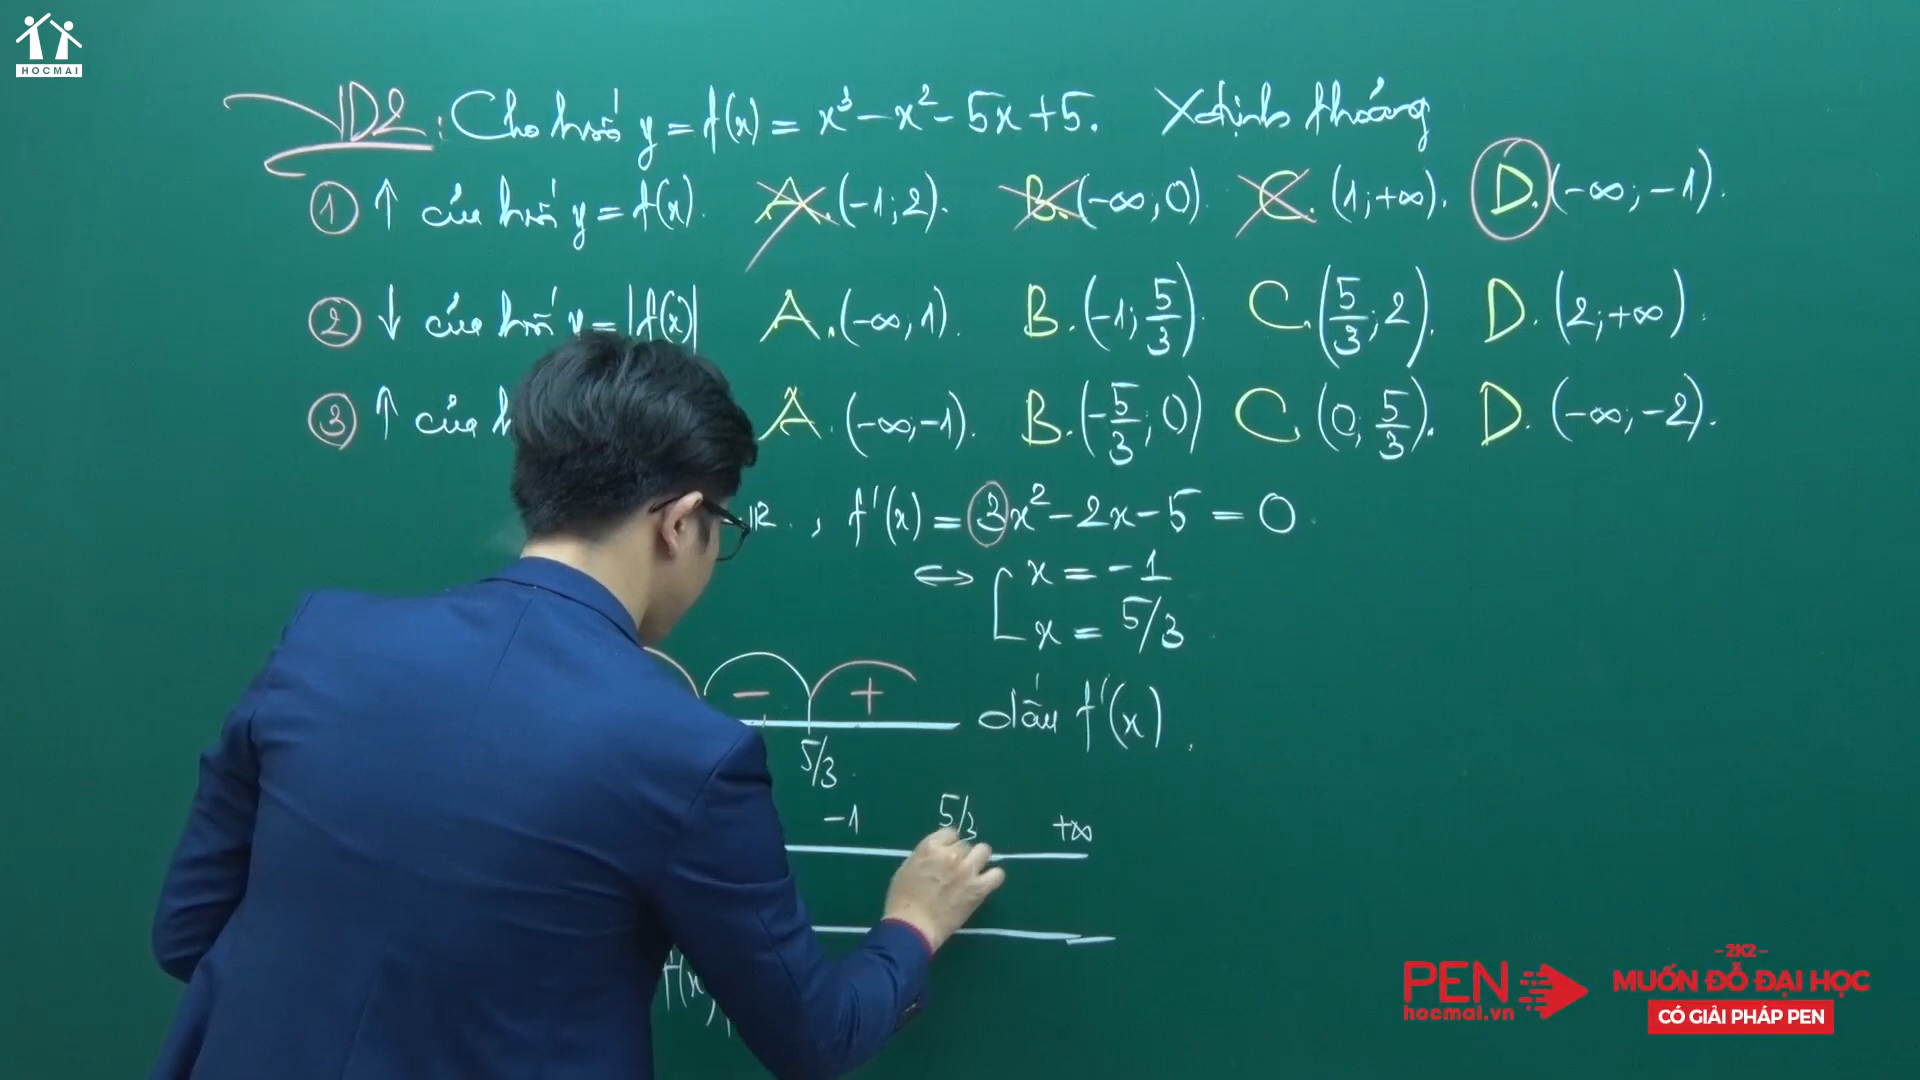 HOCMAI
VD2: Cho hsố y = f(x) = x³ - x² - 5x + 5. Xđịnh khoảng
① ↑ của hsố y = f(x). A. (-1; 2). B. (-∞; 0). C. (1; +∞). D. (-∞; -1).
② ↓ của hsố y = |f(x)| A. (-∞; 1). B. (-1; 5/3). C. (5/3; 2). D. (2; +∞).
③ ↑ của h A. (-∞; -1). B. (-5/3; 0) C. (0; 5/3). D. (-∞; -2).
R, f'(x) = 3x² - 2x - 5 = 0.
⇔ [ x = -1
x = 5/3.
- + dấu f'(x).
5/3
-1 5/3 +∞
f(x)
PEN
hocmai.vn
-2K2-
MUỐN ĐỖ ĐẠI HỌC
CÓ GIẢI PHÁP PEN